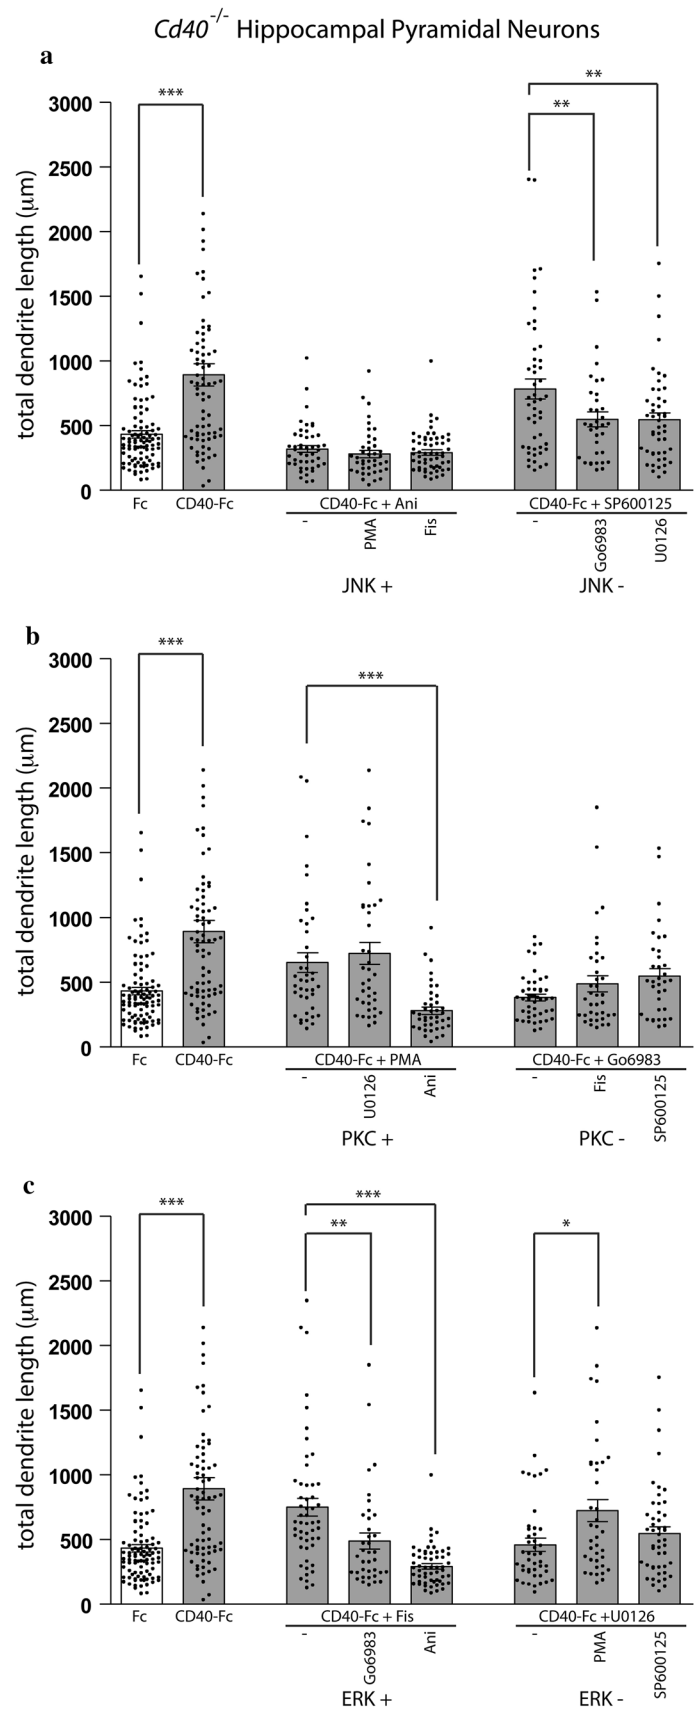 Cd40-/- Hippocampal Pyramidal Neurons
a
total dendrite length (μm)
3000
2500
2000
1500
1000
500
0
***
**
**
Fc
CD40-Fc
CD40-Fc + Ani
-
PMA
Fis
JNK +
CD40-Fc + SP600125
-
Go6983
U0126
JNK -
b
total dendrite length (μm)
3000
2500
2000
1500
1000
500
0
***
***
Fc
CD40-Fc
CD40-Fc + PMA
-
U0126
Ani
PKC +
CD40-Fc + Go6983
-
Fis
SP600125
PKC -
c
total dendrite length (μm)
3000
2500
2000
1500
1000
500
0
***
***
**
*
Fc
CD40-Fc
CD40-Fc + Fis
-
Go6983
Ani
ERK +
CD40-Fc +U0126
-
PMA
SP600125
ERK -